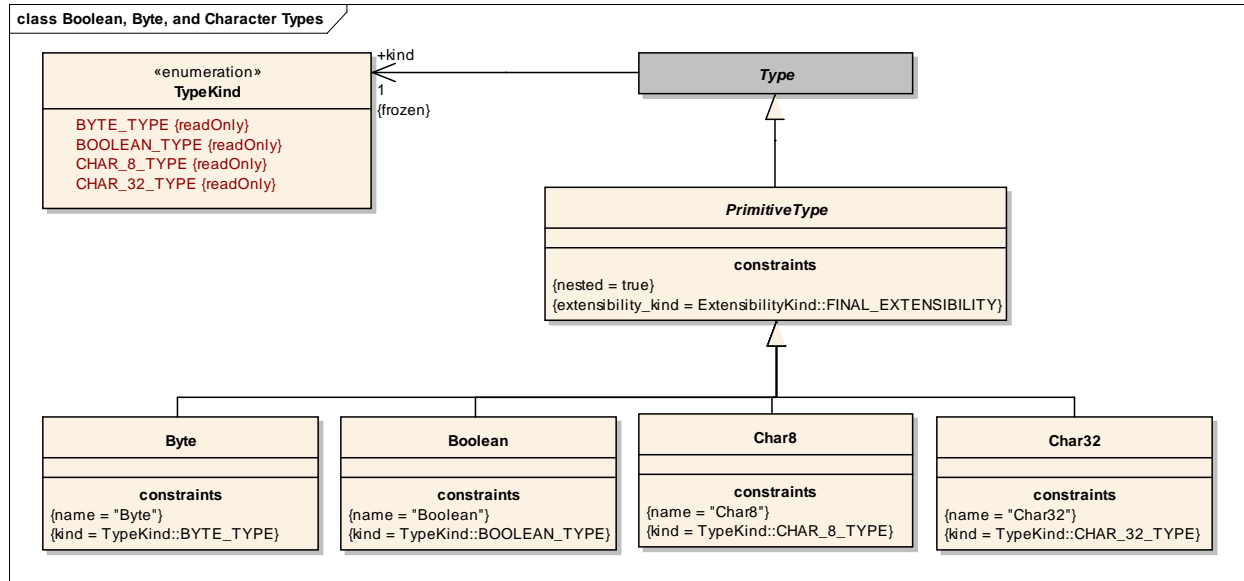 class Boolean, Byte, and Character Types
«enumeration»
TypeKind
BYTE_TYPE {readOnly}
BOOLEAN_TYPE {readOnly}
CHAR_8_TYPE {readOnly}
CHAR_32_TYPE {readOnly}
+kind
1
{frozen}
Type
PrimitiveType
constraints
{nested = true}
{extensibility_kind = ExtensibilityKind::FINAL_EXTENSIBILITY}
Byte
constraints
{name = "Byte"}
{kind = TypeKind::BYTE_TYPE}
Boolean
constraints
{name = "Boolean"}
{kind = TypeKind::BOOLEAN_TYPE}
Char8
constraints
{name = "Char8"}
{kind = TypeKind::CHAR_8_TYPE}
Char32
constraints
{name = "Char32"}
{kind = TypeKind::CHAR_32_TYPE}